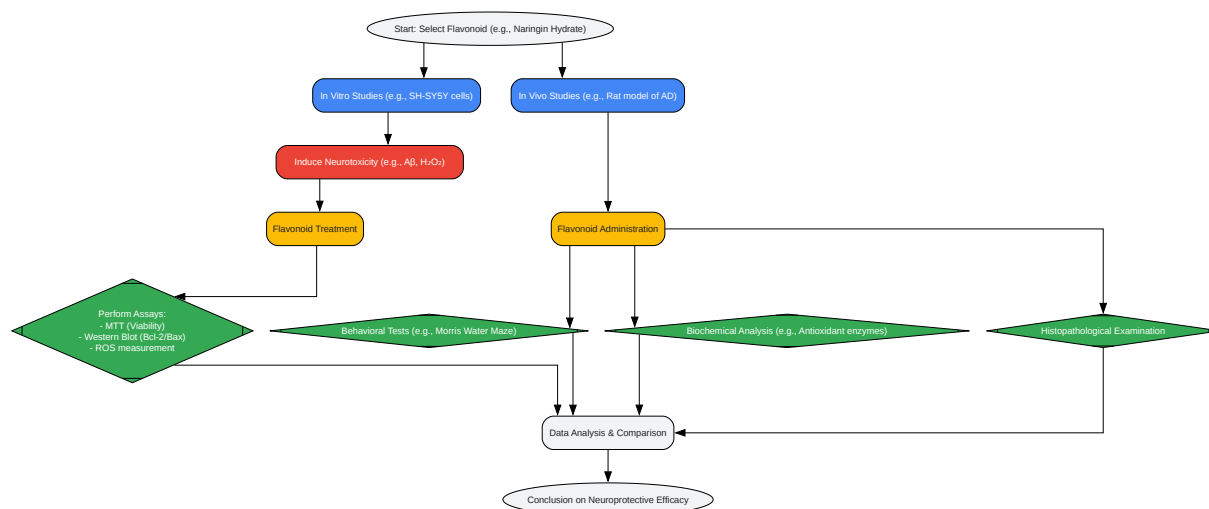 Start: Select Flavonoid (e.g., Naringin Hydrate)
In Vitro Studies (e.g., SH-SY5Y cells)
In Vivo Studies (e.g., Rat model of AD)
Induce Neurotoxicity (e.g., Aβ, H₂O₂)
Flavonoid Treatment
Flavonoid Administration
Perform Assays:
- MTT (Viability)
- Western Blot (Bcl-2/Bax)
- ROS measurement
Behavioral Tests (e.g., Morris Water Maze)
Biochemical Analysis (e.g., Antioxidant enzymes)
Histopathological Examination
Data Analysis & Comparison
Conclusion on Neuroprotective Efficacy